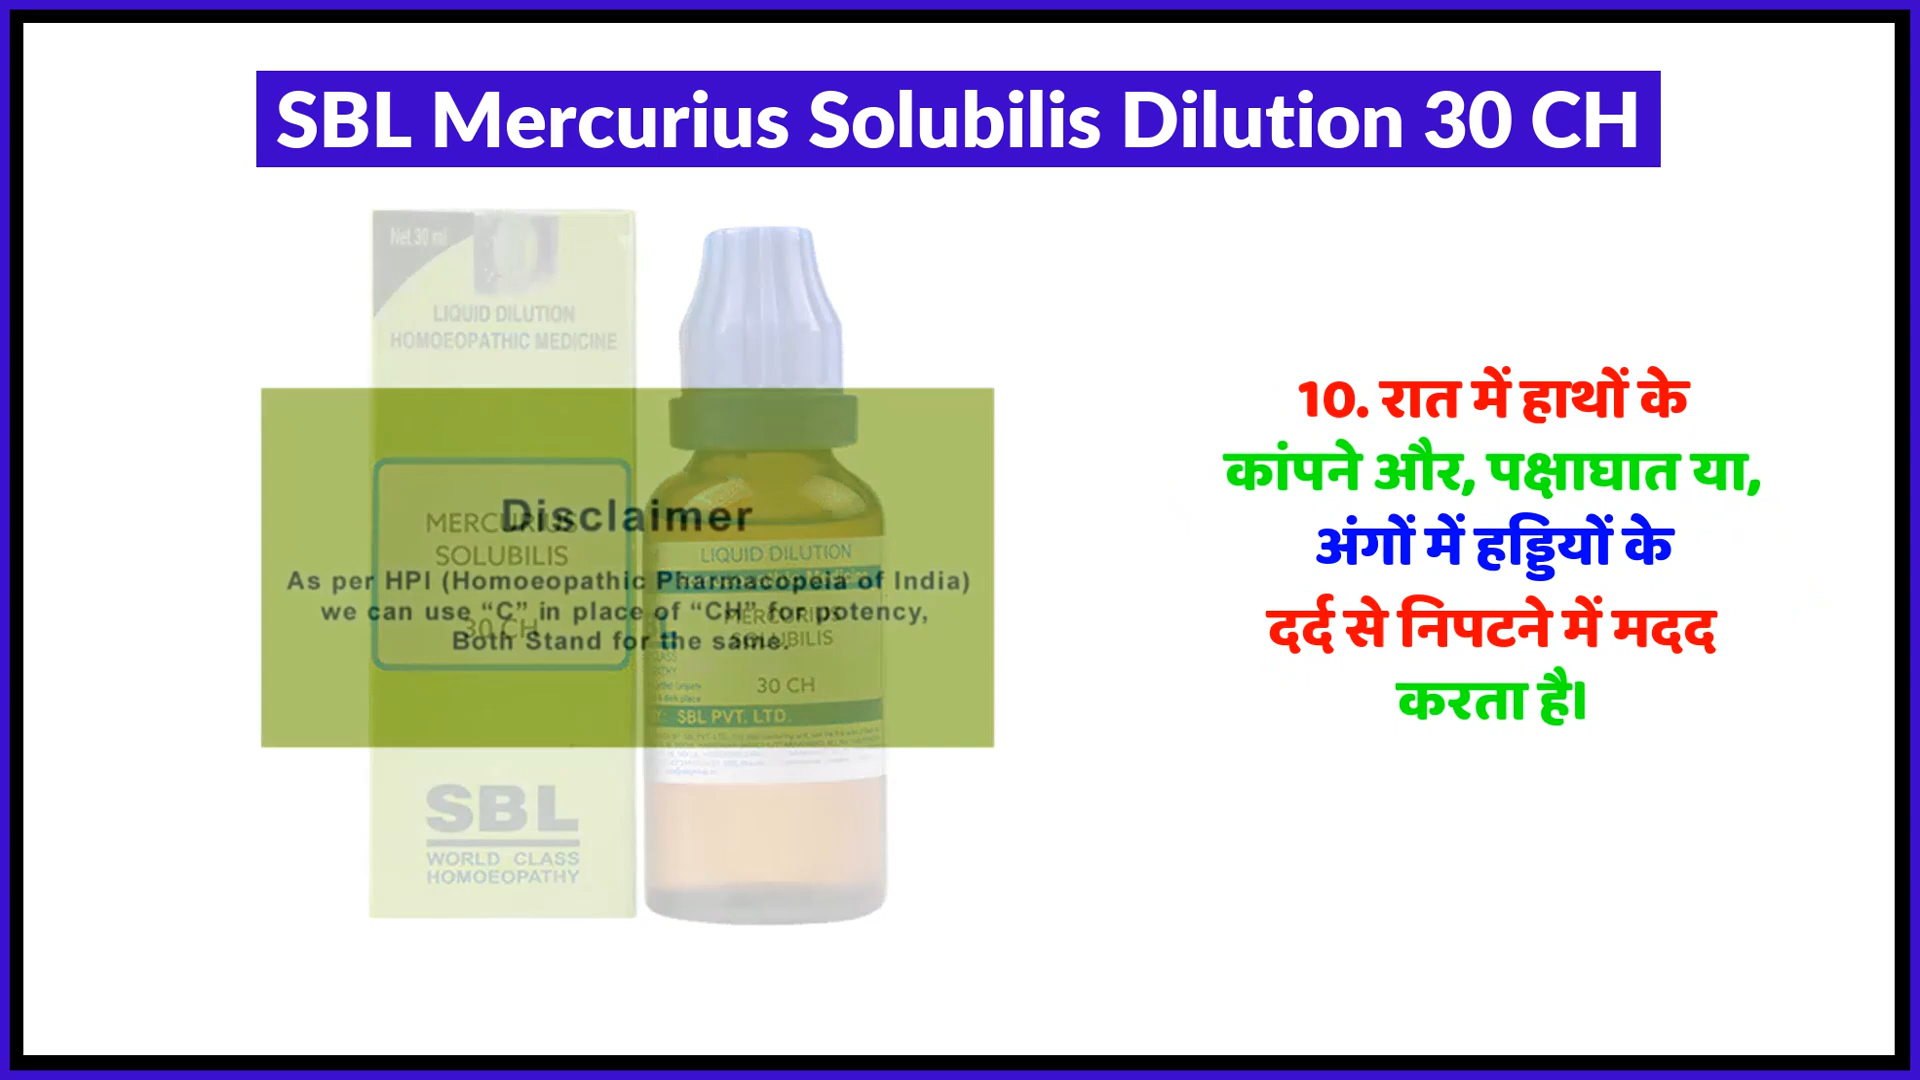 SBL Mercurius Solubilis Dilution 30 CH
Net 30 ml
LIQUID DILUTION
HOMOEOPATHIC MEDICINE
MERCURIUS
SOLUBILIS
30 CH
SBL
WORLD CLASS
HOMOEOPATHY
Disclaimer
As per HPI (Homoeopathic Pharmacopeia of India)
we can use “C” in place of “CH” for potency,
Both Stand for the same.
LIQUID DILUTION
MERCURIUS
SOLUBILIS
30 CH
SBL PVT. LTD.
10. रात में हाथों के
कांपने और, पक्षाघात या,
अंगों में हड्डियों के
दर्द से निपटने में मदद
करता है।